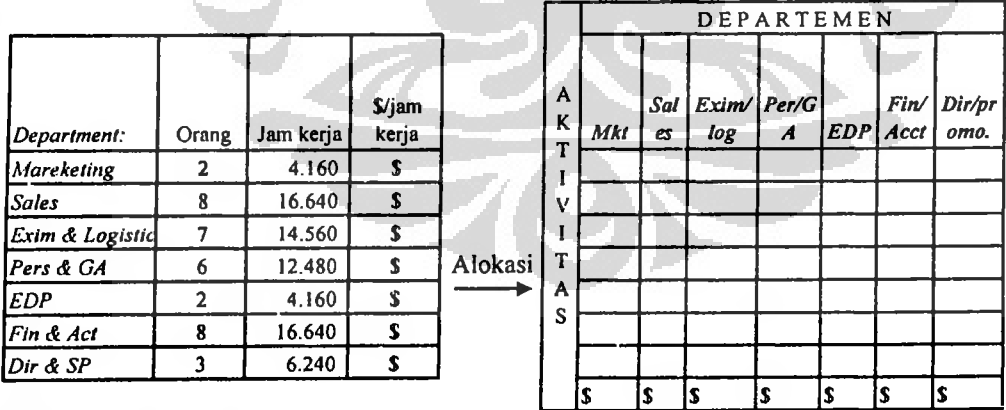 Department: Orang Jam kerja $/jam kerja
Mareketing 2 4.160 $
Sales 8 16.640 $
Exim & Logistic 7 14.560 $
Pers & GA 6 12.480 $
EDP 2 4.160 $
Fin & Act 8 16.640 $
Dir & SP 3 6.240 $
Alokasi
DEPARTEMEN
AKTIVITAS
Mkt Sal es Exim/ log Per/G A EDP Fin/ Acct Dir/pr omo.
$ $ $ $ $ $ $